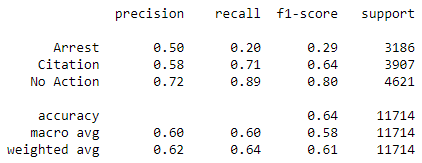 precision recall f1-score support
Arrest 0.50 0.20 0.29 3186
Citation 0.58 0.71 0.64 3907
No Action 0.72 0.89 0.80 4621
accuracy 0.64 11714
macro avg 0.60 0.60 0.58 11714
weighted avg 0.62 0.64 0.61 11714